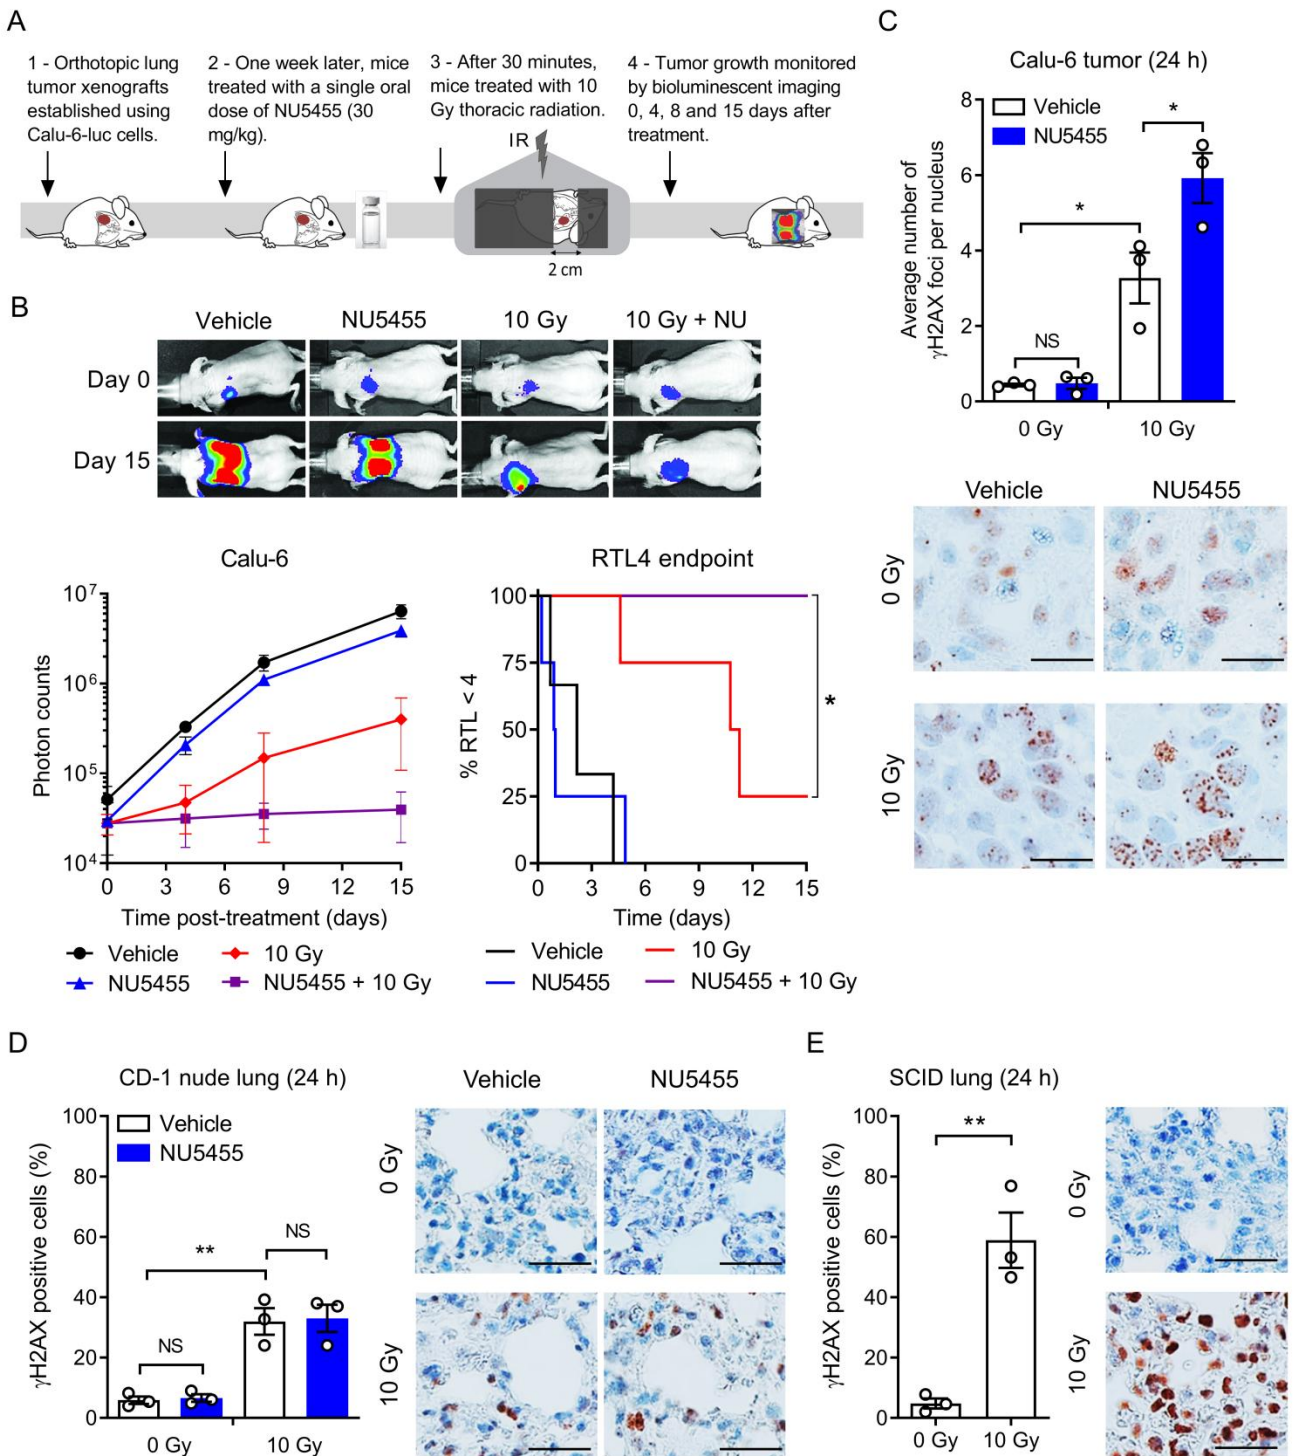 A
1 - Orthotopic lung
tumor xenografts
established using
Calu-6-luc cells.
2 - One week later, mice
treated with a single oral
dose of NU5455 (30
mg/kg).
3 - After 30 minutes,
mice treated with 10
Gy thoracic radiation.
4 - Tumor growth monitored
by bioluminescent imaging
0, 4, 8 and 15 days after
treatment.
IR
2 cm
B
Vehicle NU5455 10 Gy 10 Gy + NU
Day 0
Day 15
Calu-6
Photon counts
10⁷
10⁶
10⁵
10⁴
0 3 6 9 12 15
Time post-treatment (days)
Vehicle
10 Gy
NU5455
NU5455 + 10 Gy
RTL4 endpoint
% RTL < 4
100
75
50
25
0
*
0 3 6 9 12 15
Time (days)
Vehicle
10 Gy
NU5455
NU5455 + 10 Gy
C
Calu-6 tumor (24 h)
Average number of
γH2AX foci per nucleus
8
6
4
2
0
Vehicle
NU5455
*
*
NS
0 Gy 10 Gy
Vehicle NU5455
0 Gy
10 Gy
D
CD-1 nude lung (24 h)
γH2AX positive cells (%)
100
80
60
40
20
0
Vehicle
NU5455
**
NS
NS
0 Gy 10 Gy
Vehicle NU5455
0 Gy
10 Gy
E
SCID lung (24 h)
γH2AX positive cells (%)
100
80
60
40
20
0
**
0 Gy 10 Gy
0 Gy
10 Gy